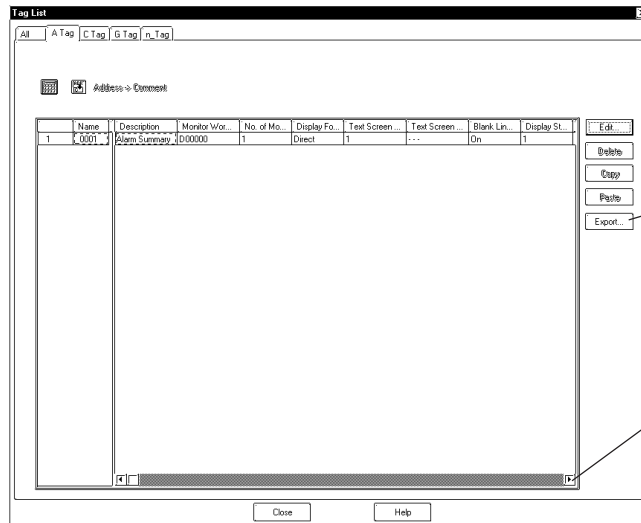 Tag List
All A Tag C Tag G Tag n_Tag
Address -> Comment
Name Description Monitor Wor... No. of Mo... Display Fo... Text Screen ... Text Screen ... Blank Lin... Display St...
1 _0001 Alarm Summary D00000 1 Direct 1 --- On 1
Edit...
Delete
Copy
Paste
Export...
Close Help